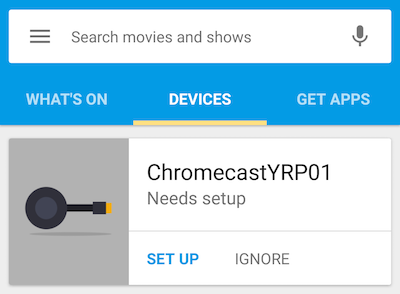 Search movies and shows
WHAT'S ON
DEVICES
GET APPS
ChromecastYRP01
Needs setup
SET UP
IGNORE